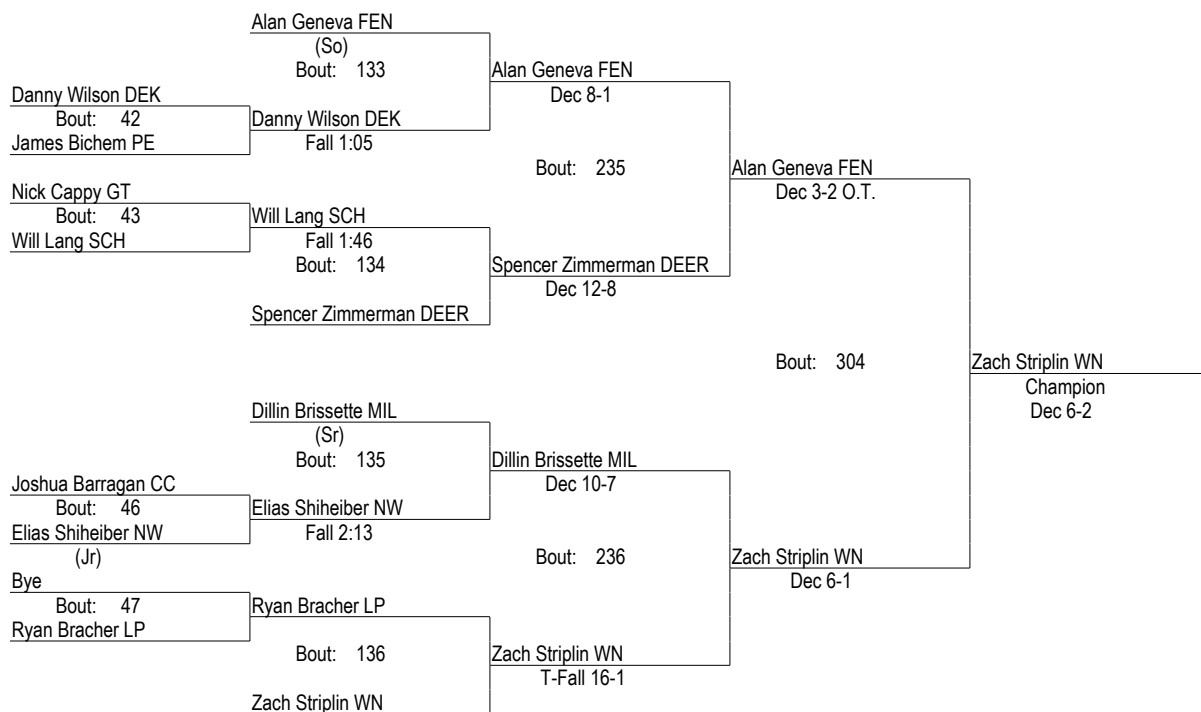 Alan Geneva FEN
(So)
Bout: 133
Alan Geneva FEN
Dec 8-1
Danny Wilson DEK
Bout: 42
James Bichem PE
Danny Wilson DEK
Fall 1:05
Bout: 235
Alan Geneva FEN
Dec 3-2 O.T.
Nick Cappy GT
Bout: 43
Will Lang SCH
Will Lang SCH
Fall 1:46
Bout: 134
Spencer Zimmerman DEER
Dec 12-8
Spencer Zimmerman DEER
Bout: 304
Zach Striplin WN
Champion
Dec 6-2
Dillin Brissette MIL
(Sr)
Bout: 135
Dillin Brissette MIL
Dec 10-7
Joshua Barragan CC
Bout: 46
Elias Shiheiber NW
(Jr)
Elias Shiheiber NW
Fall 2:13
Bout: 236
Zach Striplin WN
Dec 6-1
Bye
Bout: 47
Ryan Bracher LP
Ryan Bracher LP
Bout: 136
Zach Striplin WN
T-Fall 16-1
Zach Striplin WN